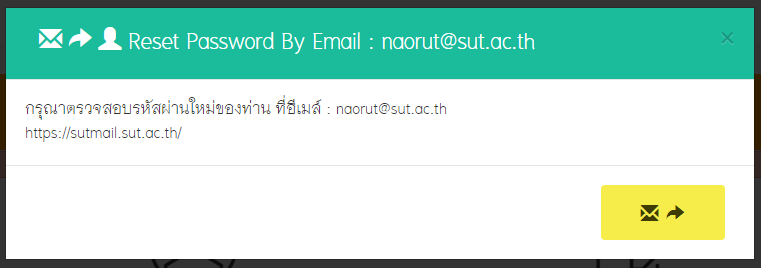 Reset Password By Email : naorut@sut.ac.th ×
กรุณาตรวจสอบรหัสผ่านใหม่ของท่าน ที่อีเมล์ : naorut@sut.ac.th
https://sutmail.sut.ac.th/